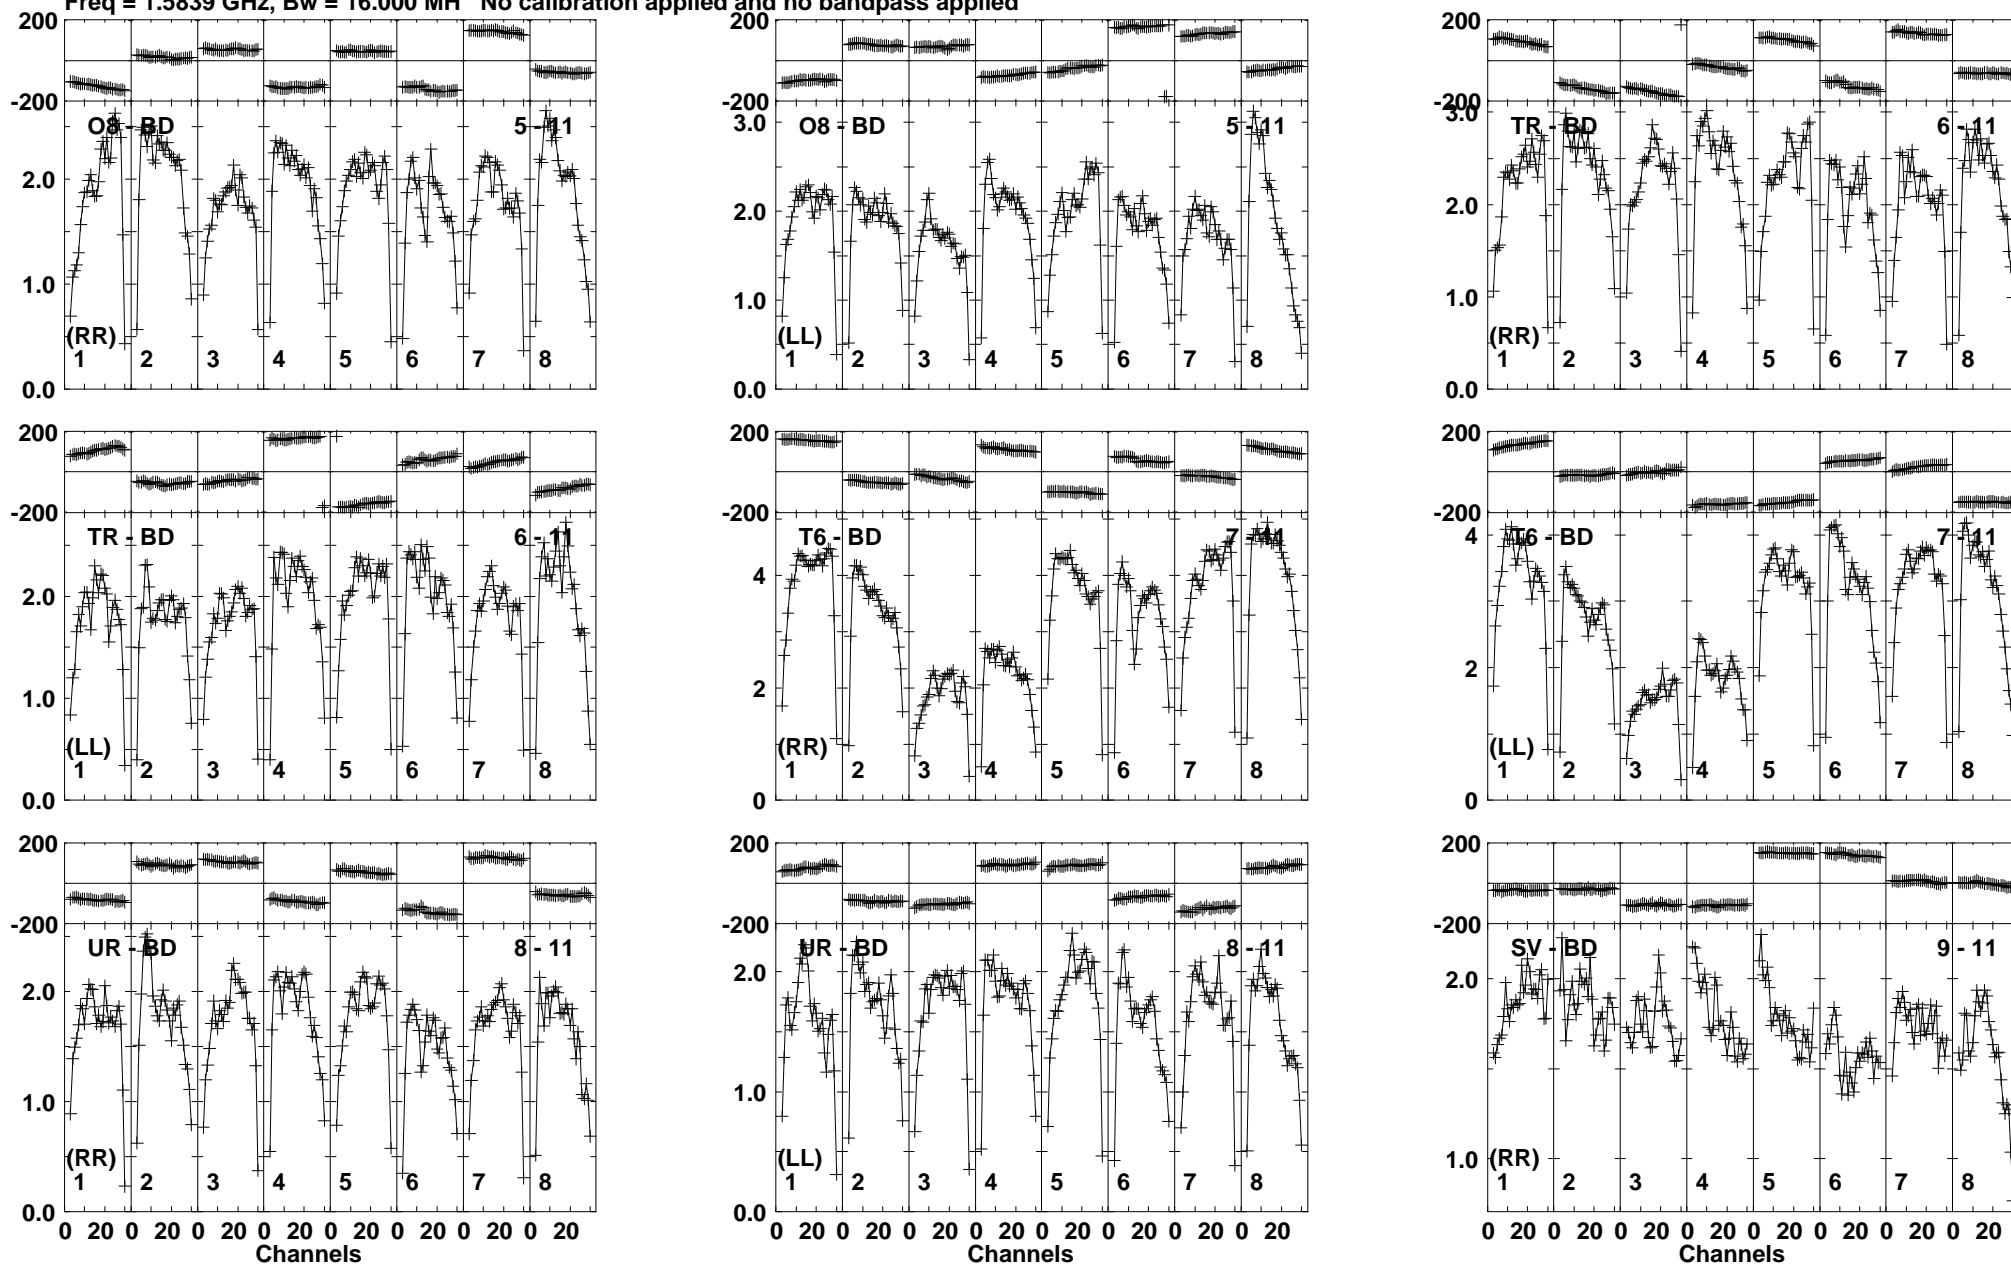 Freq = 1.5839 GHz, Bw = 16.000 MH No calibration applied and no bandpass applied
200 200 200
-200 -200 -200
O8 - BD 5 - 11 O8 - BD 5 - 11 TR - BD 6 - 11
3.0 3.0
2.0 2.0 2.0
1.0 1.0 1.0
(RR) (LL) (RR)
1 2 3 4 5 6 7 8 1 2 3 4 5 6 7 8 1 2 3 4 5 6 7 8
0.0 0.0 0.0
200 200 200
-200 -200 -200
TR - BD 6 - 11 T6 - BD 7 - 11 T6 - BD 7 - 11
4 4
2.0
2 2
1.0
(LL) (RR) (LL)
1 2 3 4 5 6 7 8 1 2 3 4 5 6 7 8 1 2 3 4 5 6 7 8
0.0 0 0
200 200 200
-200 -200 -200
UR - BD 8 - 11 UR - BD 8 - 11 SV - BD 9 - 11
2.0 2.0 2.0
1.0 1.0 1.0
(RR) (LL) (RR)
1 2 3 4 5 6 7 8 1 2 3 4 5 6 7 8 1 2 3 4 5 6 7 8
0.0 0.0
0 20 0 20 0 20 0 20 0 20 0 20 0 20 0 20 0 20 0 20 0 20 0 20 0 20 0 20 0 20 0 20 0 20 0 20 0 20 0 20 0 20 0 20 0 20 0 20
Channels Channels Channels